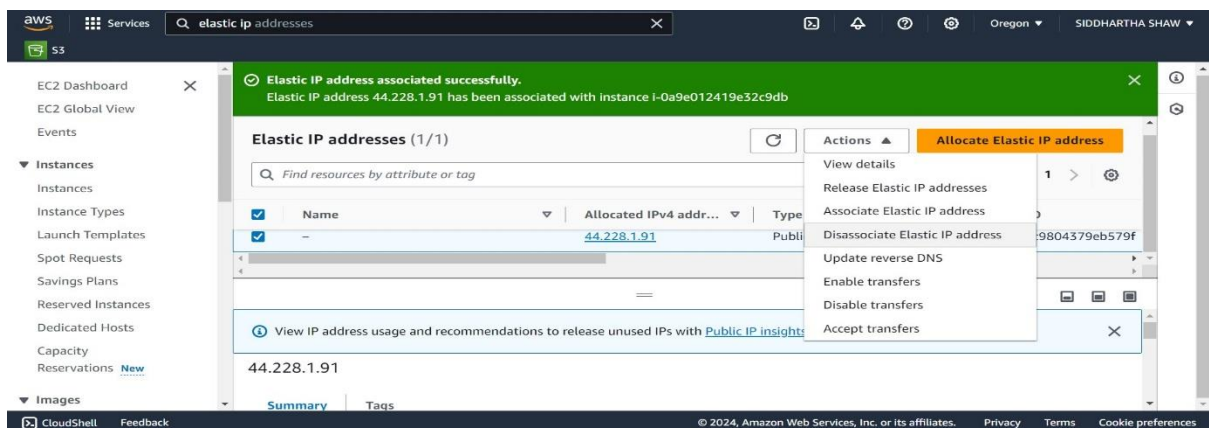 aws Services elastic ip addresses Oregon SIDDHARTHA SHAW
S3
EC2 Dashboard
EC2 Global View
Events
Instances
Instances
Instance Types
Launch Templates
Spot Requests
Savings Plans
Reserved Instances
Dedicated Hosts
Capacity
Reservations New
Images
Elastic IP address associated successfully.
Elastic IP address 44.228.1.91 has been associated with instance i-0a9e012419e32c9db
Elastic IP addresses (1/1) Actions Allocate Elastic IP address
Find resources by attribute or tag 1
Name Allocated IPv4 addr... Type
– 44.228.1.91 :9804379eb579f
View details
Release Elastic IP addresses
Associate Elastic IP address
Disassociate Elastic IP address
Update reverse DNS
Enable transfers
Disable transfers
Accept transfers
View IP address usage and recommendations to release unused IPs with Public IP insights
44.228.1.91
Summary Tags
CloudShell Feedback © 2024, Amazon Web Services, Inc. or its affiliates. Privacy Terms Cookie preferences